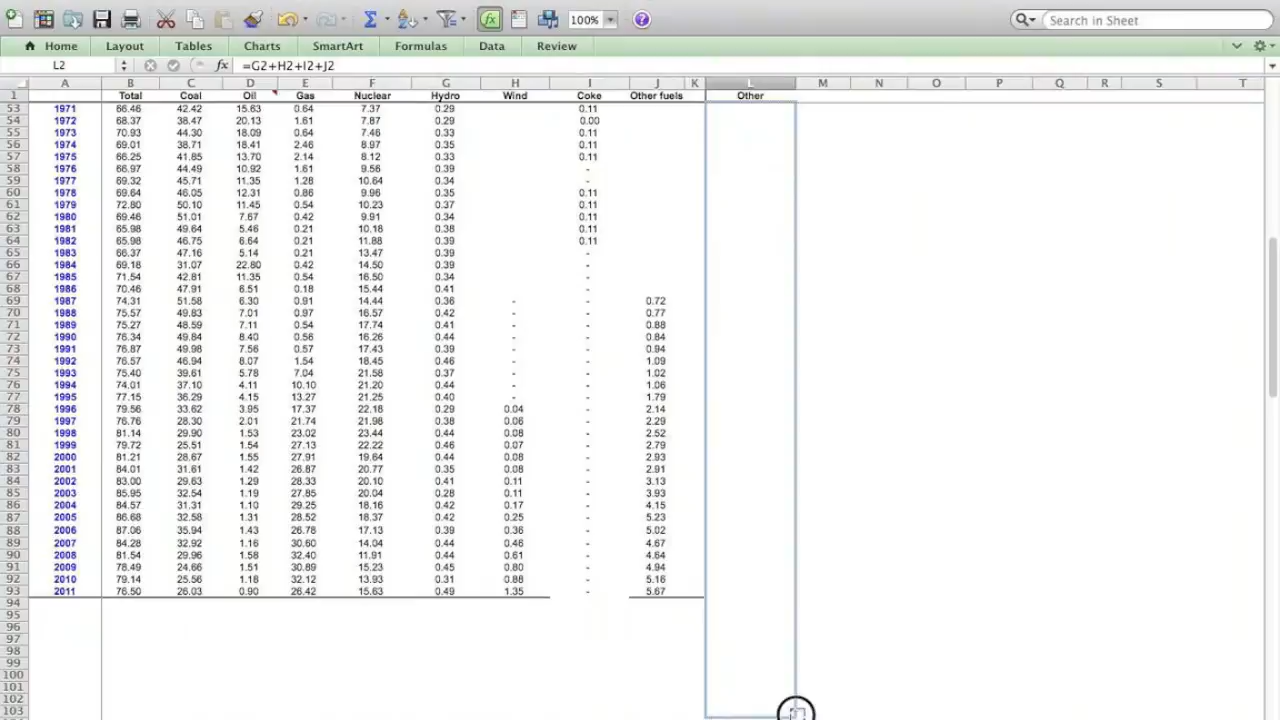 100%
Search in Sheet
Home Layout Tables Charts SmartArt Formulas Data Review
L2 fx =G2+H2+I2+J2
A B C D E F G H I J K L M N O P Q R S T
1 Total Coal Oil Gas Nuclear Hydro Wind Coke Other fuels Other
53 1971 66.46 42.42 15.63 0.64 7.37 0.29 0.11
54 1972 68.37 38.47 20.13 1.61 7.87 0.29 0.00
55 1973 70.93 44.30 18.09 0.64 7.46 0.33 0.11
56 1974 69.01 38.71 18.41 2.46 8.97 0.35 0.11
57 1975 66.25 41.85 13.70 2.14 8.12 0.33 0.11
58 1976 66.97 44.49 10.92 1.61 9.56 0.39 -
59 1977 69.32 45.71 11.35 1.28 10.64 0.34 -
60 1978 69.64 46.05 12.31 0.86 9.96 0.35 0.11
61 1979 72.80 50.10 11.45 0.54 10.23 0.37 0.11
62 1980 69.46 51.01 7.67 0.42 9.91 0.34 0.11
63 1981 65.98 49.64 5.46 0.21 10.18 0.38 0.11
64 1982 65.98 46.75 6.64 0.21 11.88 0.39 0.11
65 1983 66.37 47.16 5.14 0.21 13.47 0.39 -
66 1984 69.18 31.07 22.80 0.42 14.50 0.39 -
67 1985 71.54 42.81 11.35 0.54 16.50 0.34 -
68 1986 70.46 47.91 6.51 0.18 15.44 0.41 -
69 1987 74.31 51.58 6.30 0.91 14.44 0.36 - - 0.72
70 1988 75.57 49.83 7.01 0.97 16.57 0.42 - - 0.77
71 1989 75.27 48.59 7.11 0.54 17.74 0.41 - - 0.88
72 1990 76.34 49.84 8.40 0.56 16.26 0.44 - - 0.84
73 1991 76.87 49.98 7.56 0.57 17.43 0.39 - - 0.94
74 1992 76.57 46.94 8.07 1.54 18.45 0.46 - - 1.09
75 1993 75.40 39.61 5.78 7.04 21.58 0.37 - - 1.02
76 1994 74.01 37.10 4.11 10.10 21.20 0.44 - - 1.06
77 1995 77.15 36.29 4.15 13.27 21.25 0.40 - - 1.79
78 1996 79.56 33.62 3.95 17.37 22.18 0.29 0.04 - 2.14
79 1997 76.76 28.30 2.01 21.74 21.98 0.38 0.06 - 2.29
80 1998 81.14 29.90 1.53 23.02 23.44 0.44 0.08 - 2.52
81 1999 79.72 25.51 1.54 27.13 22.22 0.46 0.07 - 2.79
82 2000 81.21 28.67 1.55 27.91 19.64 0.44 0.08 - 2.93
83 2001 84.01 31.61 1.42 26.87 20.77 0.35 0.08 - 2.91
84 2002 83.00 29.63 1.29 28.33 20.10 0.41 0.11 - 3.13
85 2003 85.95 32.54 1.19 27.85 20.04 0.28 0.11 - 3.93
86 2004 84.57 31.31 1.10 29.25 18.16 0.42 0.17 - 4.15
87 2005 86.68 32.58 1.31 28.52 18.37 0.42 0.25 - 5.23
88 2006 87.06 35.94 1.43 26.78 17.13 0.39 0.36 - 5.02
89 2007 84.28 32.92 1.16 30.60 14.04 0.44 0.46 - 4.67
90 2008 81.54 29.96 1.58 32.40 11.91 0.44 0.61 - 4.64
91 2009 78.49 24.66 1.51 30.89 15.23 0.45 0.80 - 4.94
92 2010 79.14 25.56 1.18 32.12 13.93 0.31 0.88 - 5.16
93 2011 76.50 26.03 0.90 26.42 15.63 0.49 1.35 - 5.67
94
95
96
97
98
99
100
101
102
103